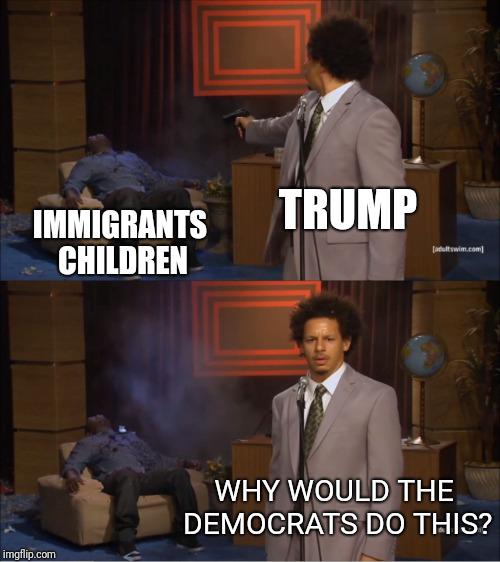 TRUMP
IMMIGRANTS
CHILDREN
[adultswim.com]
WHY WOULD THE
DEMOCRATS DO THIS?
imgflip.com